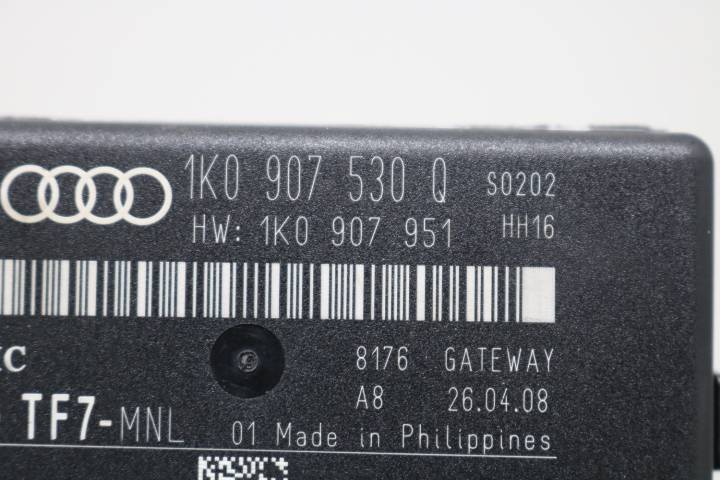 1K0 907 530 Q S0202
HW: 1K0 907 951 HH16
8176 GATEWAY
A8 26.04.08
TF7-MNL 01 Made in Philippines